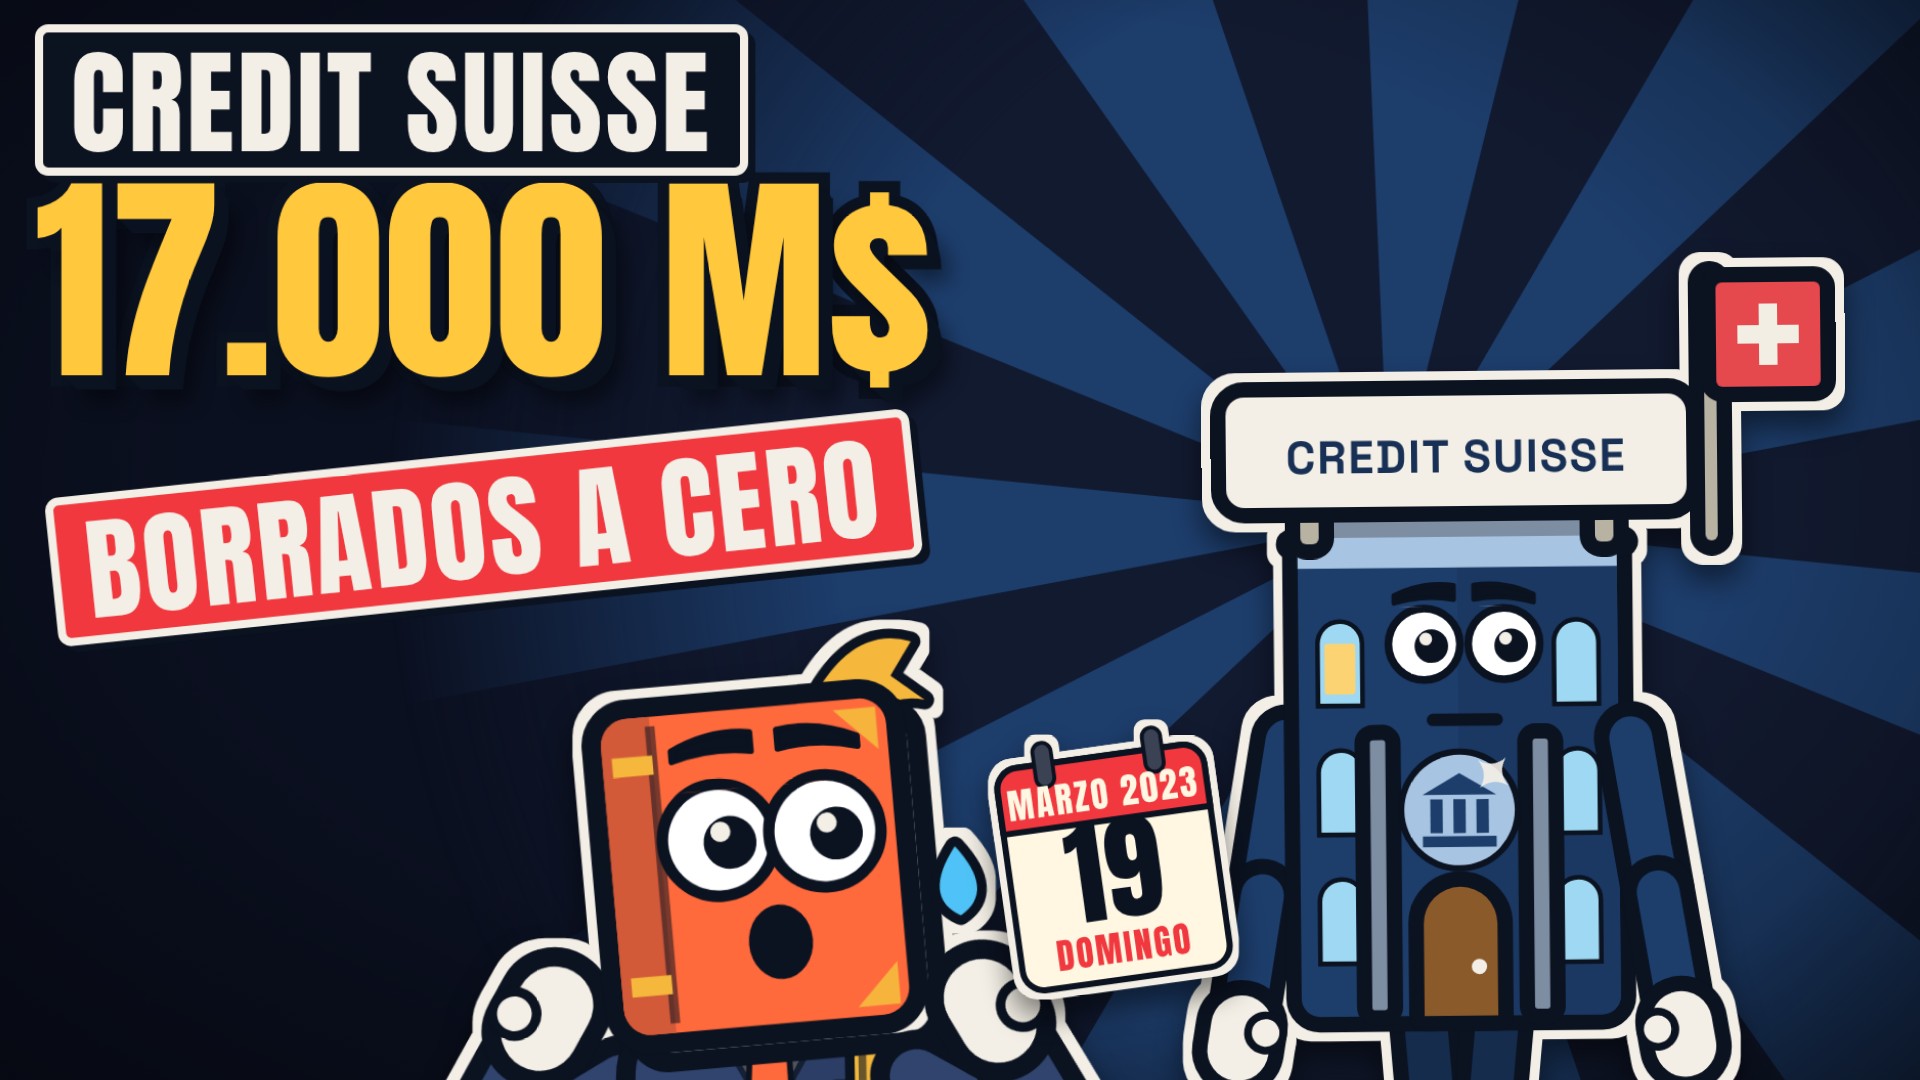 CREDIT SUISSE
17.000 M$
BORRADOS A CERO
CREDIT SUISSE
MARZO 2023
19
DOMINGO